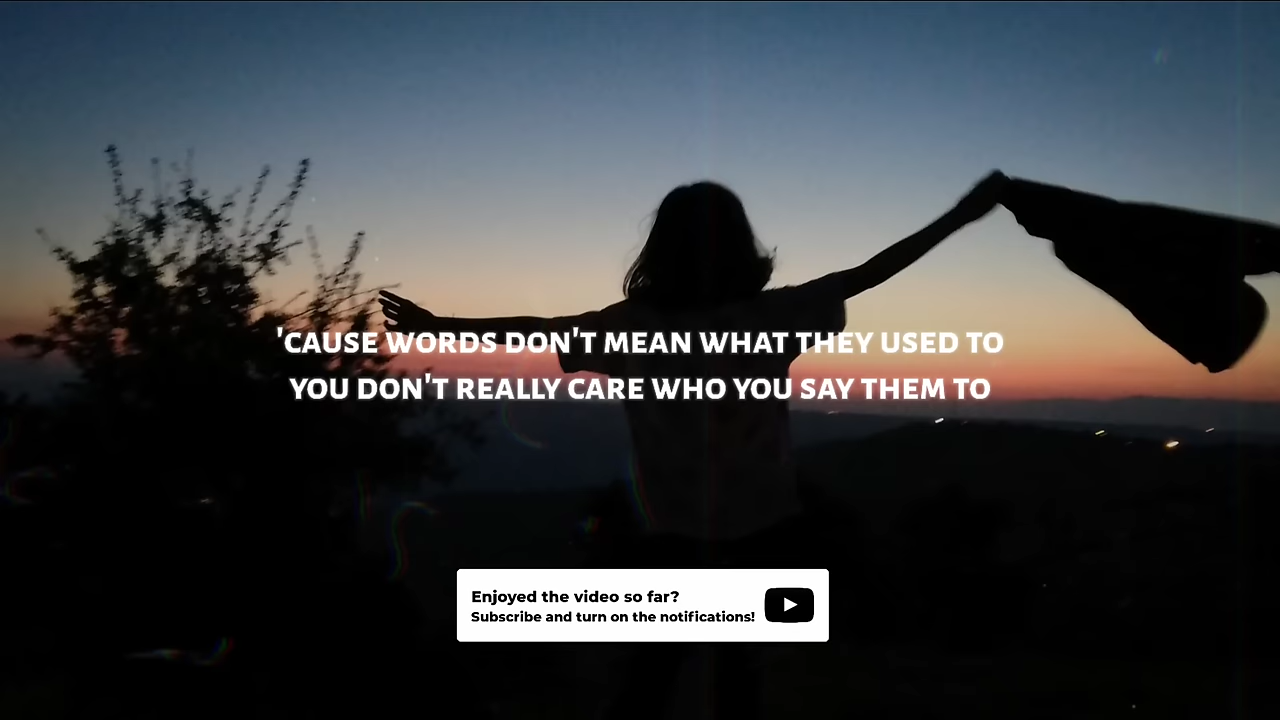 'CAUSE WORDS DON'T MEAN WHAT THEY USED TO
YOU DON'T REALLY CARE WHO YOU SAY THEM TO
Enjoyed the video so far?
Subscribe and turn on the notifications!